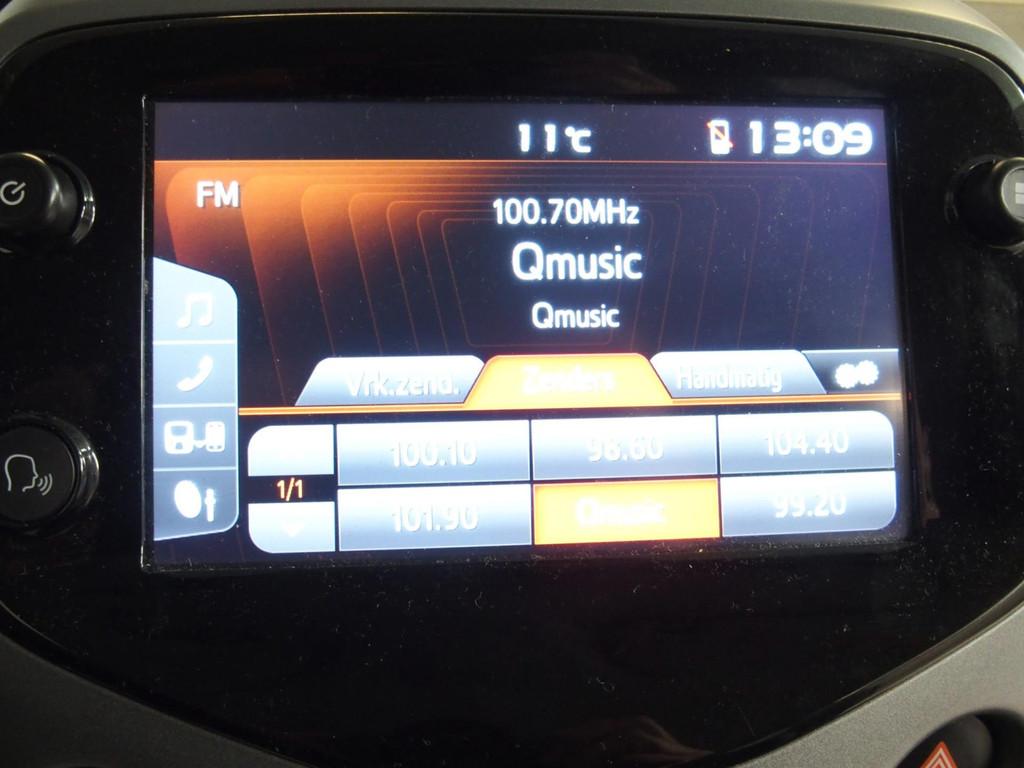 11°C 13:09
FM
100.70MHz
Qmusic
Qmusic
Vrk.zend. Zenders Handmatig
100.10 98.60 104.40
1/1
101.90 Qmusic 99.20